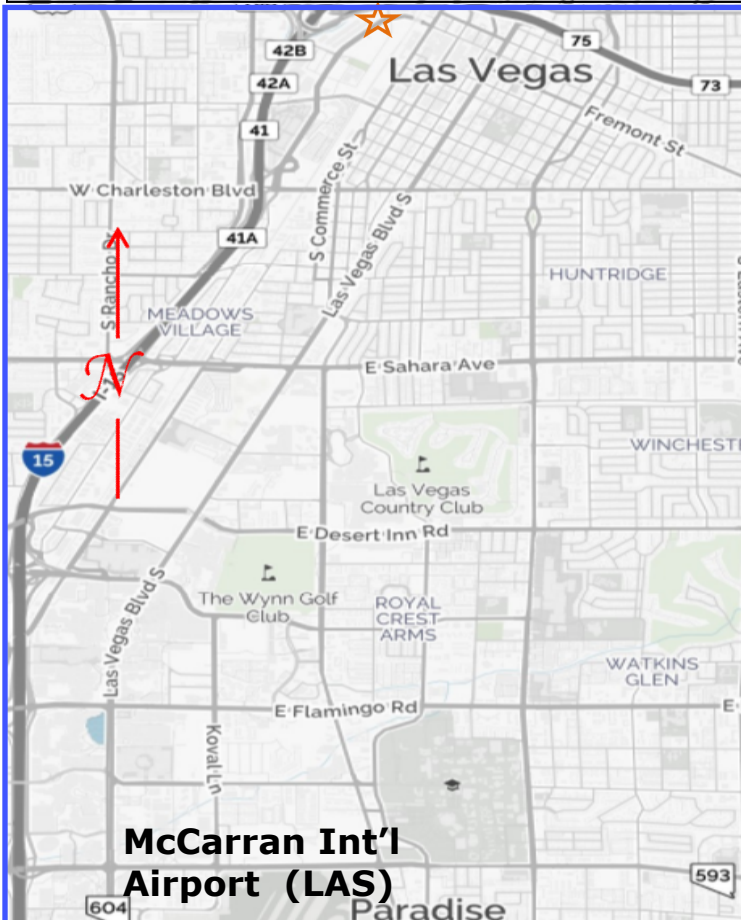 42B
75
Las Vegas
42A
73
Fremont St
41
S Commerce St
W Charleston Blvd
Las Vegas Blvd S
41A
S Rancho Dr
HUNTRIDGE
MEADOWS
VILLAGE
E Sahara Ave
N
I-15
15
WINCHEST
Las Vegas
Country Club
E Desert Inn Rd
The Wynn Golf
Club
ROYAL
CREST
ARMS
Las Vegas Blvd S
WATKINS
GLEN
E Flamingo Rd
E
Koval Ln
McCarran Int'l
Airport (LAS)
593
604
Paradise